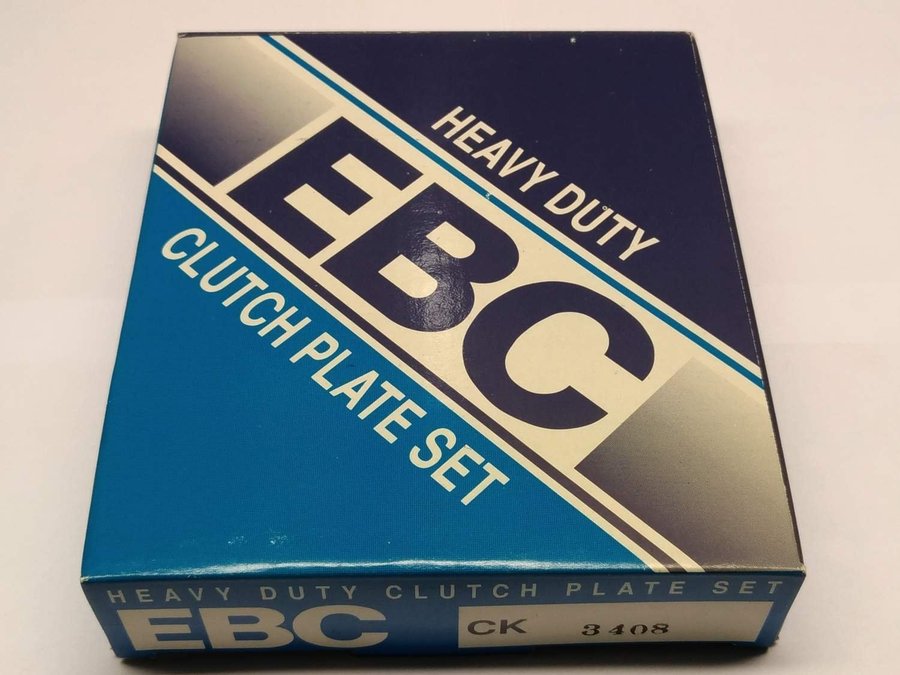 HEAVY DUTY
EBC
CLUTCH PLATE SET
HEAVY DUTY CLUTCH PLATE SET
EBC CK 3408